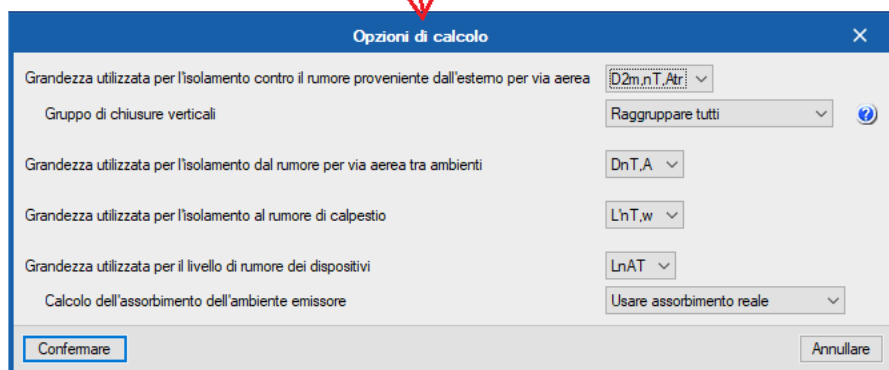 Opzioni di calcolo
Grandezza utilizzata per l'isolamento contro il rumore proveniente dall'esterno per via aerea D2m,nT,Atr
Gruppo di chiusure verticali Raggruppare tutti
Grandezza utilizzata per l'isolamento dal rumore per via aerea tra ambienti DnT,A
Grandezza utilizzata per l'isolamento al rumore di calpestio L'nT,w
Grandezza utilizzata per il livello di rumore dei dispositivi LnAT
Calcolo dell'assorbimento dell'ambiente emissore Usare assorbimento reale
Confermare Annullare